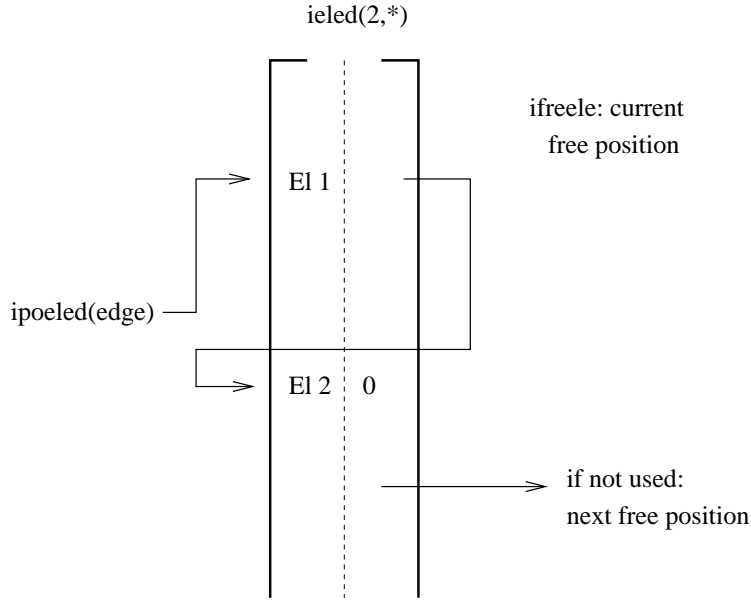 ieled(2,*)
ifreele: current
free position
El 1
ipoeled(edge)
El 2 0
if not used:
next free position